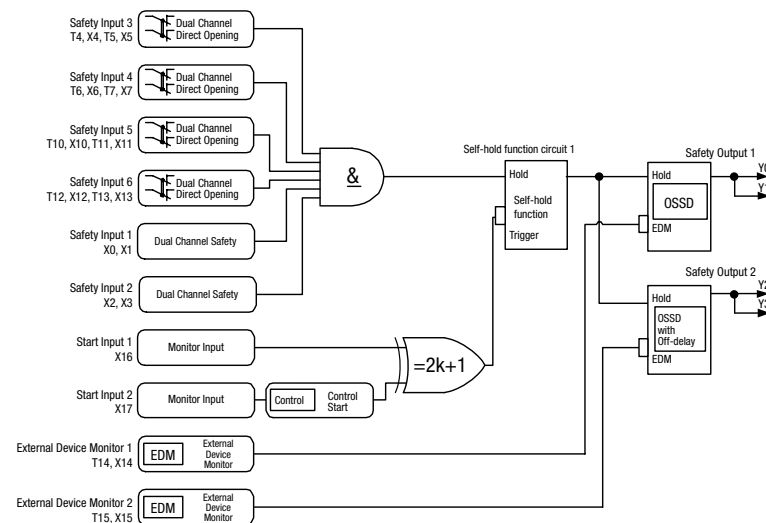 Safety Input 3
T4, X4, T5, X5
Dual Channel
Direct Opening
Safety Input 4
T6, X6, T7, X7
Dual Channel
Direct Opening
Safety Input 5
T10, X10, T11, X11
Dual Channel
Direct Opening
Safety Input 6
T12, X12, T13, X13
Dual Channel
Direct Opening
Safety Input 1
X0, X1
Dual Channel Safety
Safety Input 2
X2, X3
Dual Channel Safety
&
Start Input 1
X16
Monitor Input
Start Input 2
X17
Monitor Input
Control
Control
Start
=2k+1
External Device Monitor 1
T14, X14
EDM
External
Device
Monitor
External Device Monitor 2
T15, X15
EDM
External
Device
Monitor
Self-hold function circuit 1
Hold
Self-hold
function
Trigger
Safety Output 1
Hold
OSSD
EDM
Y0
Y1
Safety Output 2
Hold
OSSD
with
Off-delay
EDM
Y2
Y3